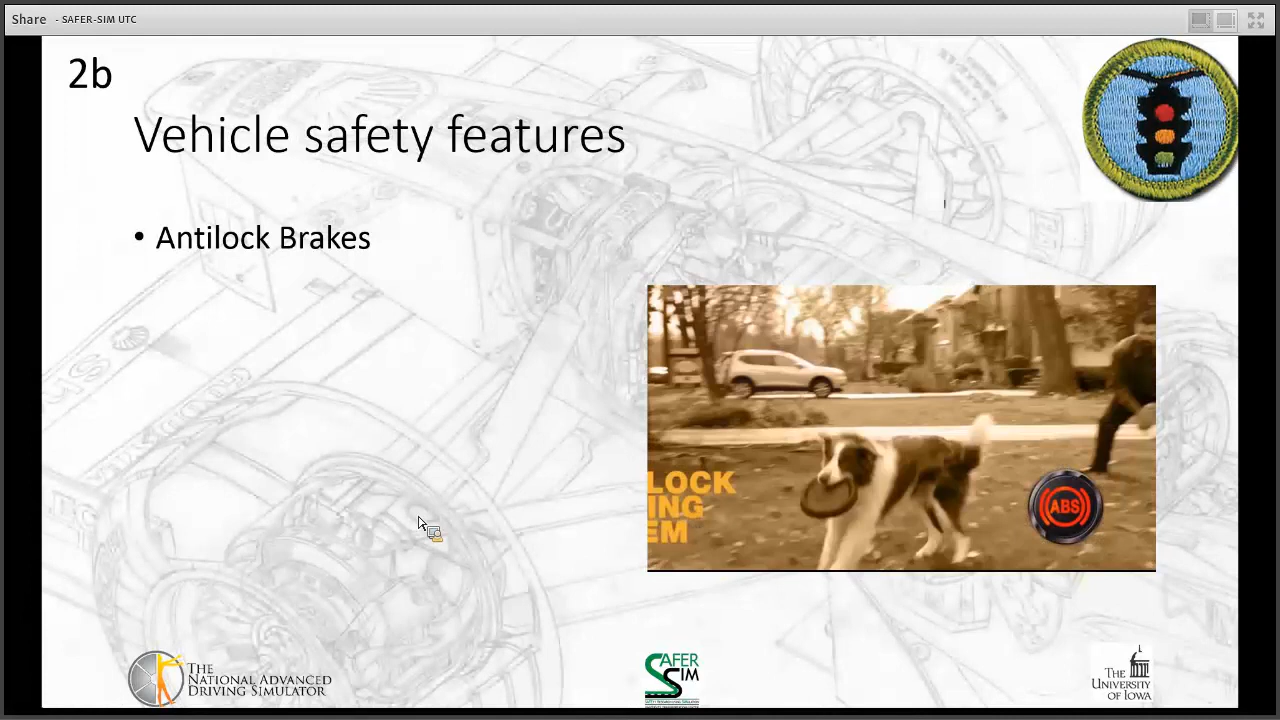 Share - SAFER-SIM UTC
2b
Vehicle safety features
• Antilock Brakes
LOCK
ING
EM
ABS
THE
NATIONAL ADVANCED
DRIVING SIMULATOR
SAFER
SIM
THE
UNIVERSITY
OF IOWA